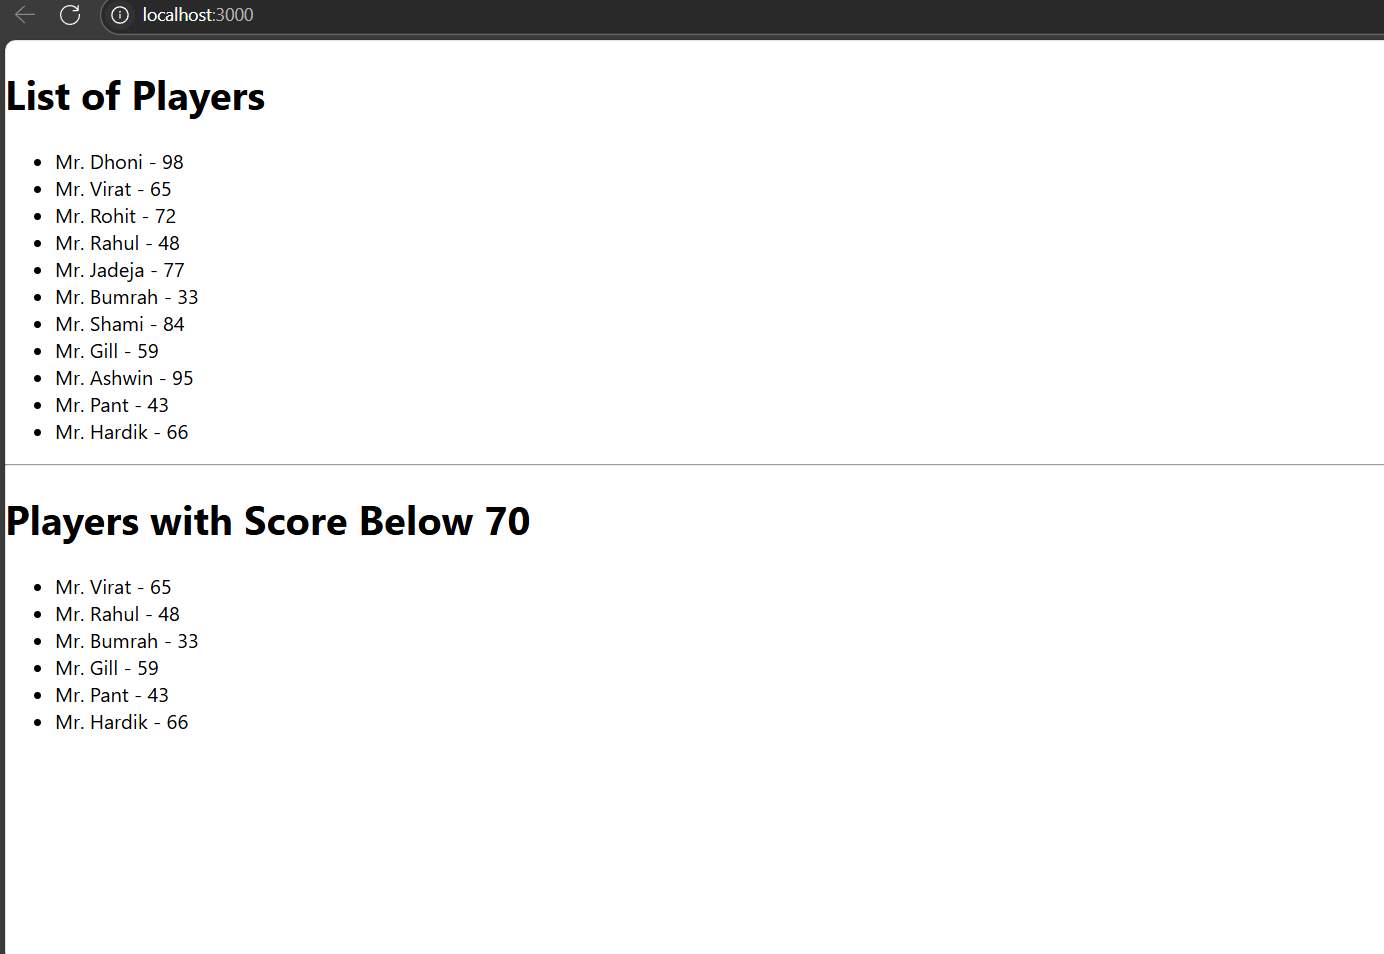 localhost:3000
List of Players
Mr. Dhoni - 98
Mr. Virat - 65
Mr. Rohit - 72
Mr. Rahul - 48
Mr. Jadeja - 77
Mr. Bumrah - 33
Mr. Shami - 84
Mr. Gill - 59
Mr. Ashwin - 95
Mr. Pant - 43
Mr. Hardik - 66
Players with Score Below 70
Mr. Virat - 65
Mr. Rahul - 48
Mr. Bumrah - 33
Mr. Gill - 59
Mr. Pant - 43
Mr. Hardik - 66